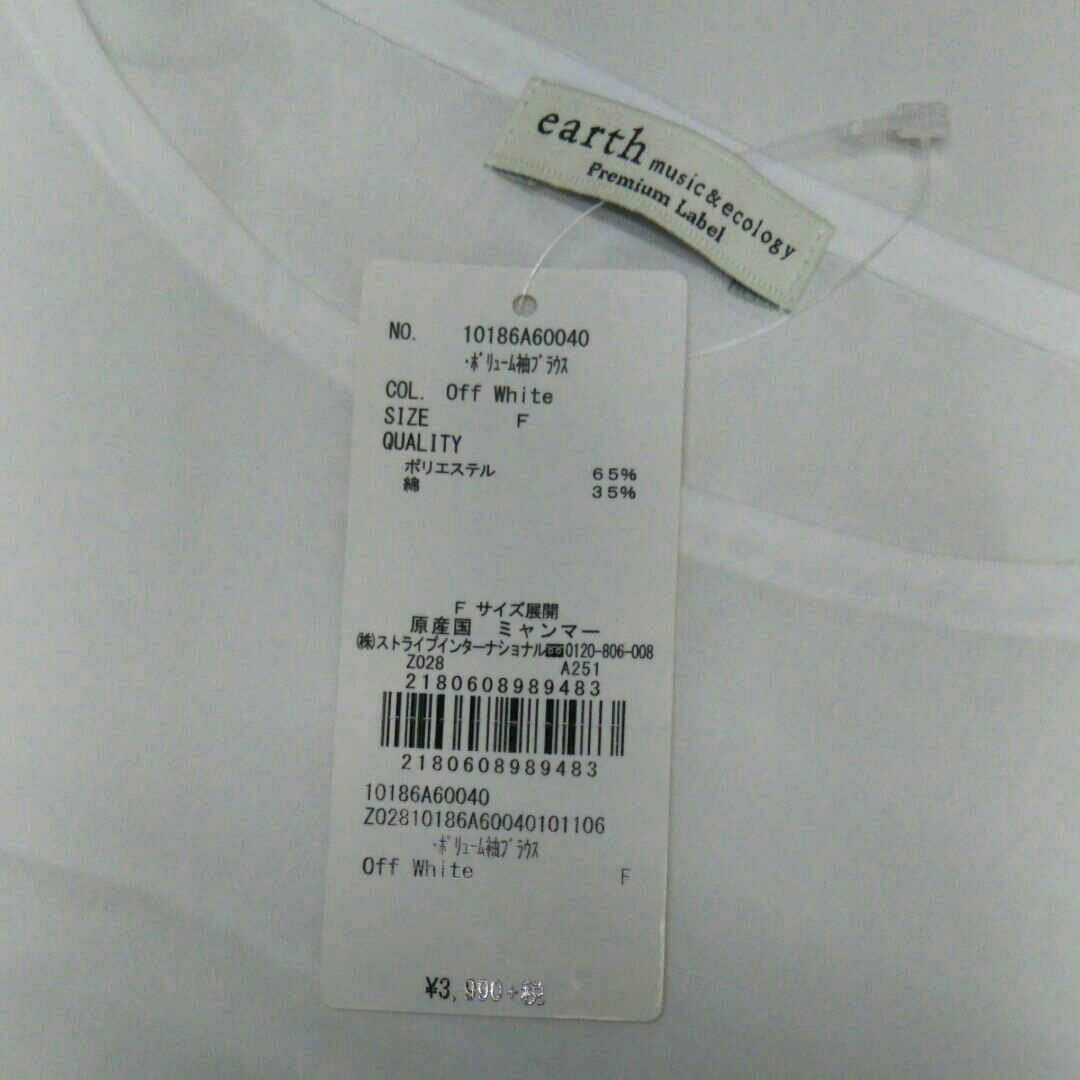 earth music&ecology
Premium Label
NO. 10186A60040
・ボリューム袖ブラウス
COL. Off White
SIZE F
QUALITY
ポリエステル 65%
綿 35%
F サイズ展開
原産国 ミャンマー
㈱ストライプインターナショナル☎0120-806-008
Z028 A251
2180608989483
2180608989483
10186A60040
Z02810186A60040101106
・ボリューム袖ブラウス
Off White F
¥3,990+税